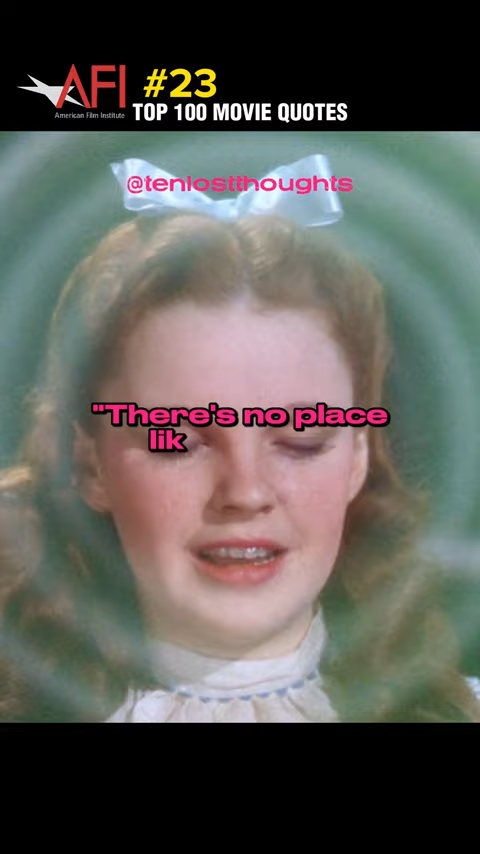 AFI #23
American Film Institute
TOP 100 MOVIE QUOTES
@tenlostthoughts
"There's no place
lik